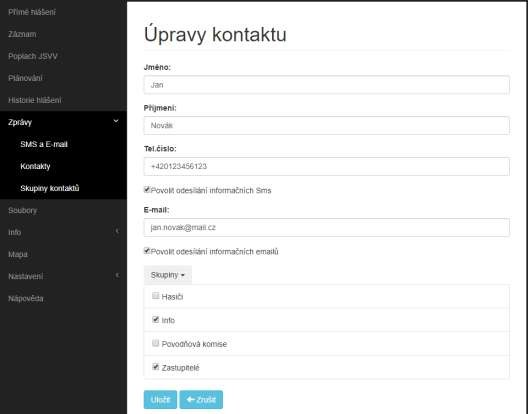 Přímé hlášení
Záznam
Poplach JSVV
Plánování
Historie hlášení
Zprávy
SMS a E-mail
Kontakty
Skupiny kontaktů
Soubory
Info
Mapa
Nastavení
Nápověda
Úpravy kontaktu
Jméno:
Jan
Příjmení:
Novák
Tel.číslo:
+420123456123
Povolit odesílání informačních Sms
E-mail:
jan.novak@mail.cz
Povolit odesílání informačních emailů
Skupiny
Hasiči
Info
Povodňová komise
Zastupitelé
Uložit
Zrušit